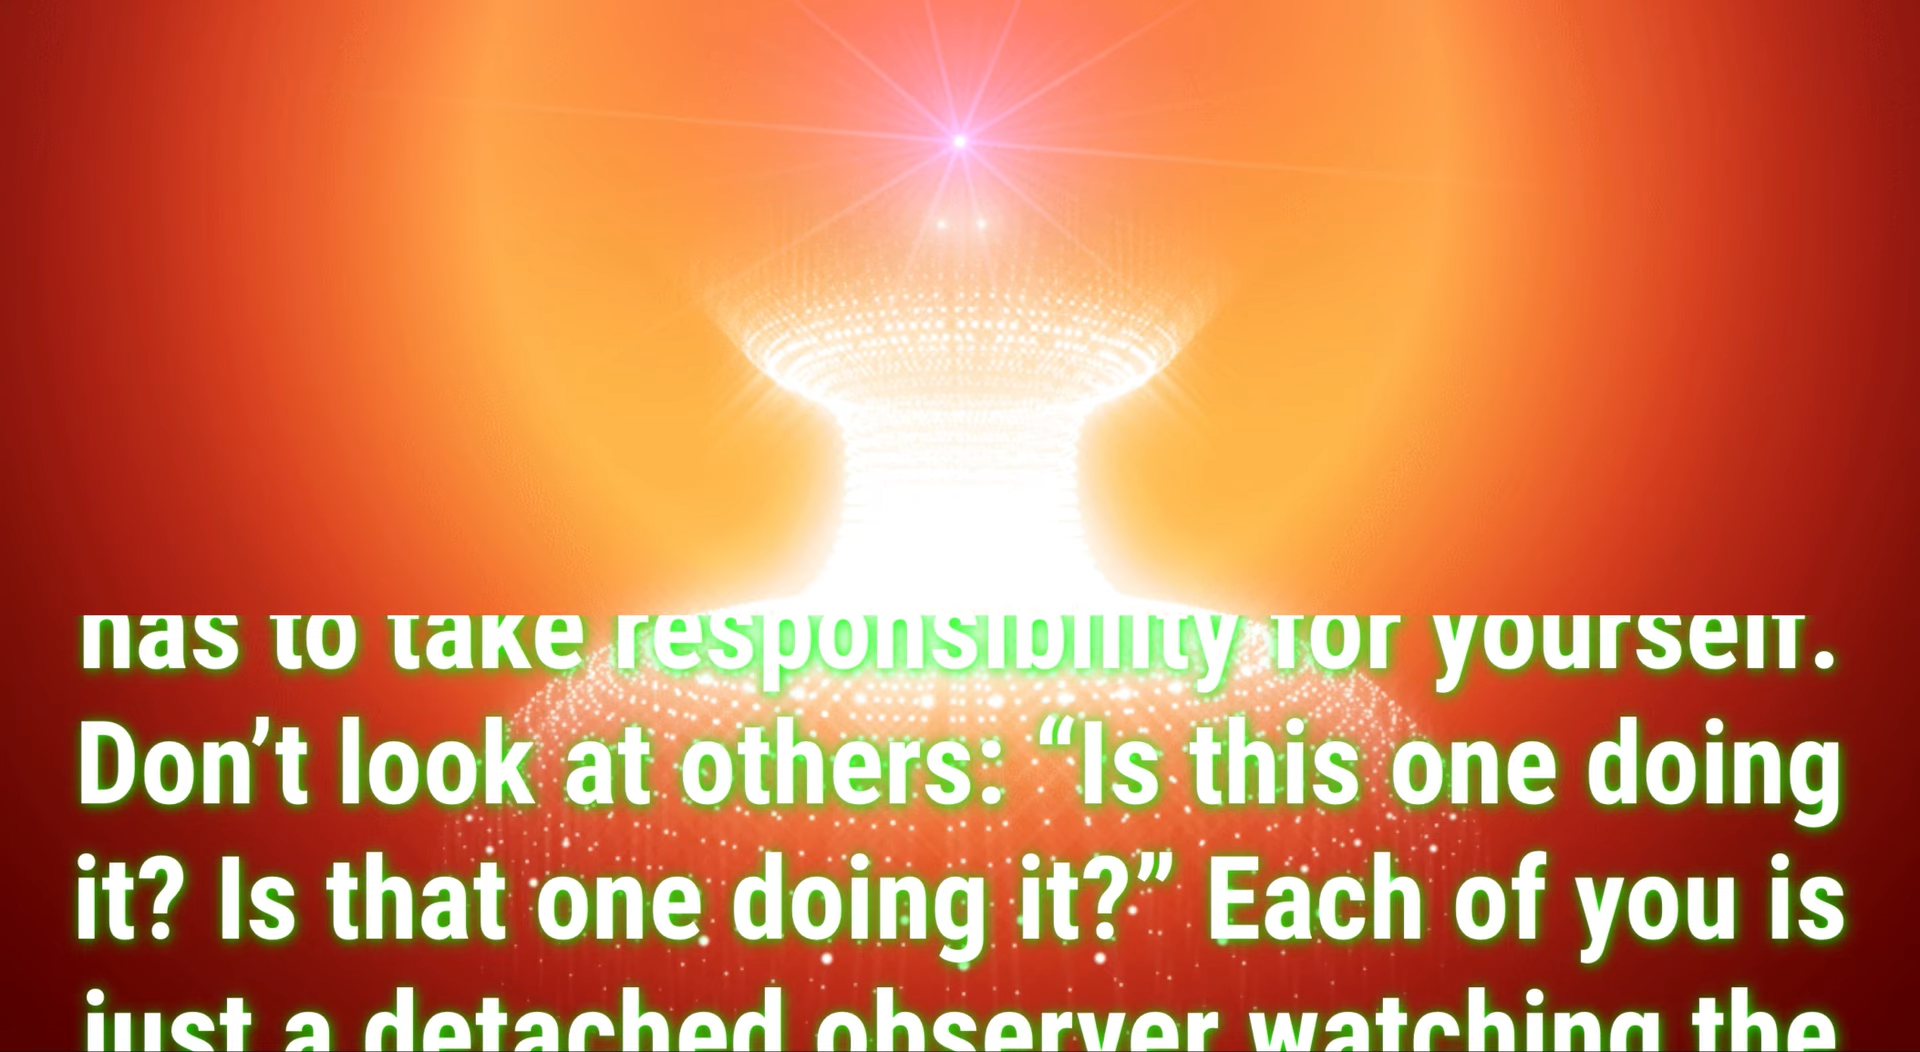 has to take responsibility for yourself.
Don’t look at others: “Is this one doing
it? Is that one doing it?” Each of you is
just a detached observer watching the